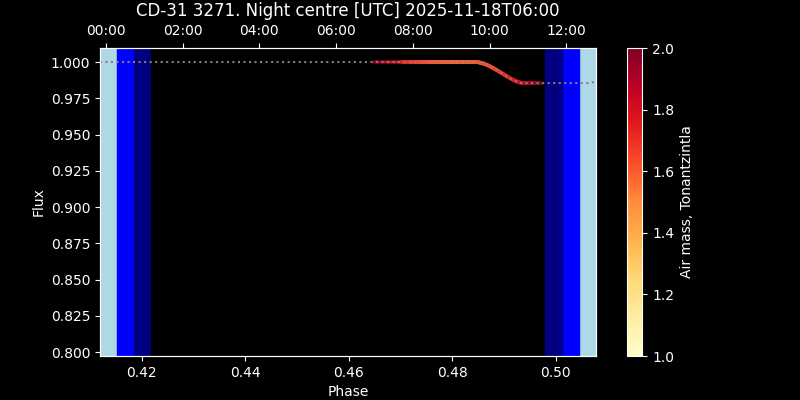 CD-31 3271. Night centre [UTC] 2025-11-18T06:00
00:00 02:00 04:00 06:00 08:00 10:00 12:00
1.000
0.975
0.950
0.925
0.900
0.875
0.850
0.825
0.800
Flux
0.42 0.44 0.46 0.48 0.50
Phase
2.0
1.8
1.6
1.4
1.2
1.0
Air mass, Tonantzintla